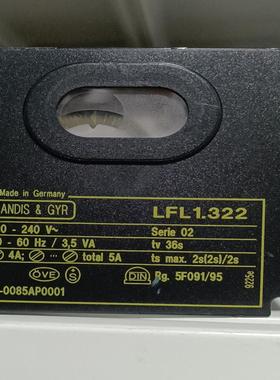 Made in Germany
ANDIS & GYR LFL1.322
0 - 240 V~ Serie 02
0 - 60 Hz / 3,5 VA tv 36s
4A; total 5A ts max. 2s(2s)/2s
ÖVE S DIN Rg. 5F091/95
-0085AP0001
9225e